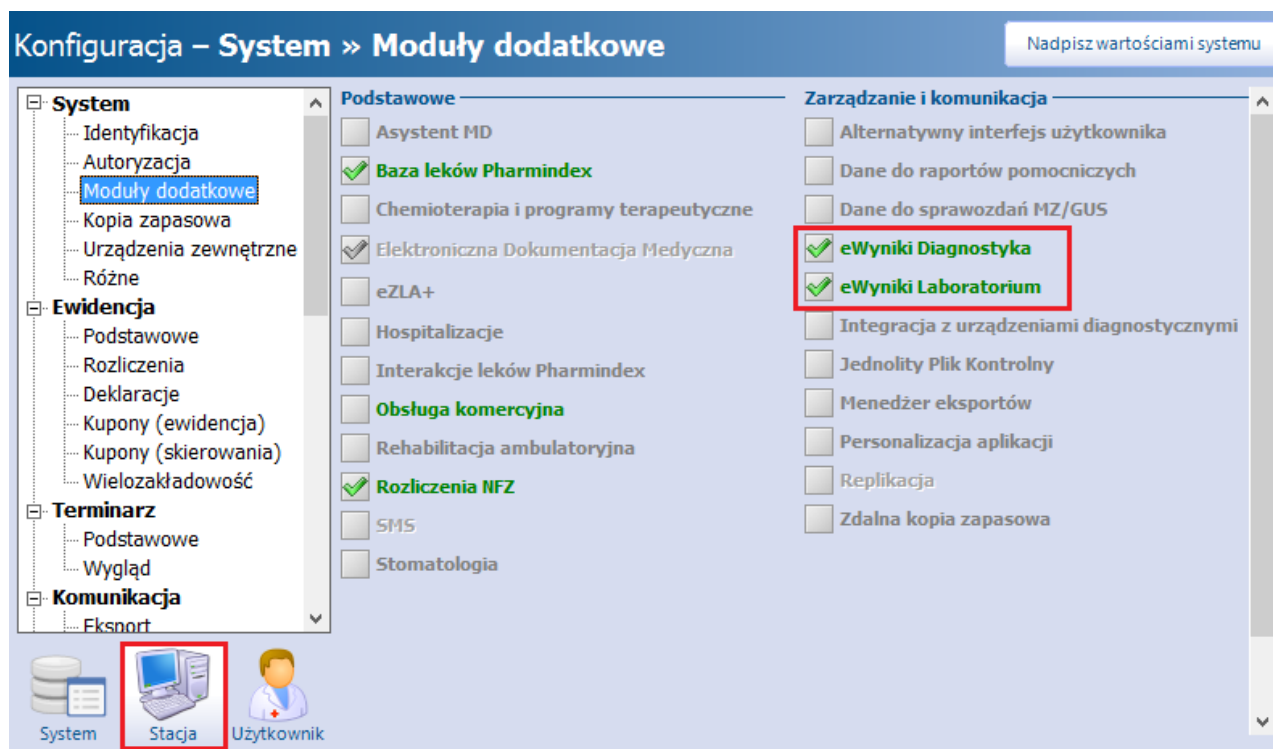 Konfiguracja – System » Moduły dodatkowe
Nadpisz wartościami systemu
System
Identyfikacja
Autoryzacja
Moduły dodatkowe
Kopia zapasowa
Urządzenia zewnętrzne
Różne
Ewidencja
Podstawowe
Rozliczenia
Deklaracje
Kupony (ewidencja)
Kupony (skierowania)
Wielozakładowość
Terminarz
Podstawowe
Wygląd
Komunikacja
Eksport
Podstawowe
Asystent MD
Baza leków Pharmindex
Chemioterapia i programy terapeutyczne
Elektroniczna Dokumentacja Medyczna
eZLA+
Hospitalizacje
Interakcje leków Pharmindex
Obsługa komercyjna
Rehabilitacja ambulatoryjna
Rozliczenia NFZ
SMS
Stomatologia
Zarządzanie i komunikacja
Alternatywny interfejs użytkownika
Dane do raportów pomocniczych
Dane do sprawozdań MZ/GUS
eWyniki Diagnostyka
eWyniki Laboratorium
Integracja z urządzeniami diagnostycznymi
Jednolity Plik Kontrolny
Menedżer eksportów
Personalizacja aplikacji
Replikacja
Zdalna kopia zapasowa
System
Stacja
Użytkownik